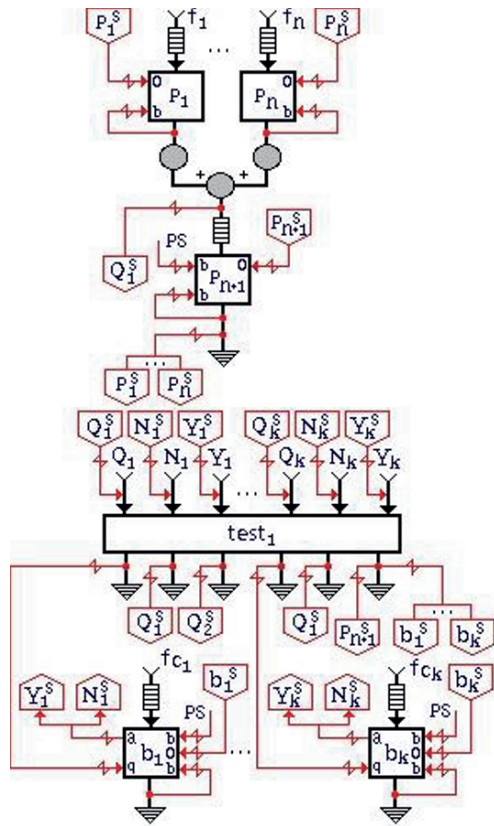 P₁ˢ f₁ ... fₙ Pₙˢ
O P₁ b Pₙ O b
+ +
PS Pₙ₊₁ˢ
Q₁ˢ b Pₙ₊₁ O b
P₁ˢ ... Pₙˢ
Q₁ˢ N₁ˢ Y₁ˢ Qₖˢ Nₖˢ Yₖˢ
Q₁ N₁ Y₁ ... Qₖ Nₖ Yₖ
test₁
Q₁ˢ Q₂ˢ Q₁ˢ Pₙ₊₁ˢ b₁ˢ ... bₖˢ
fc₁ fcₖ
Y₁ˢ N₁ˢ b₁ˢ Yₖˢ Nₖˢ bₖˢ
PS PS
a b₁ b O q b ... a bₖ b O q b